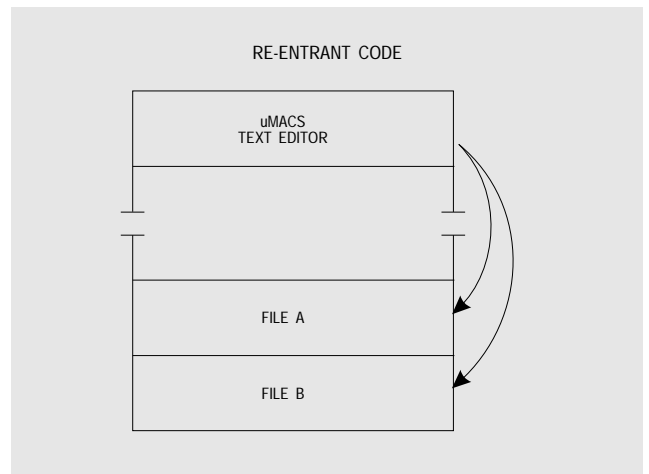 RE-ENTRANT CODE
uMACS
TEXT EDITOR
FILE A
FILE B